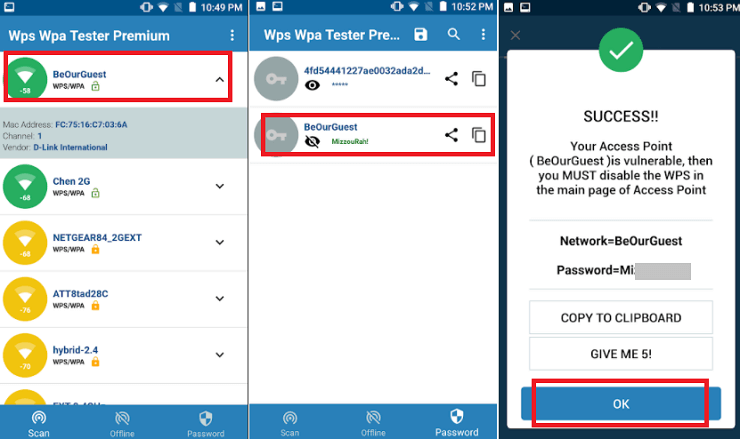 10:49 PM
Wps Wpa Tester Premium
BeOurGuest
WPS/WPA
-58
Mac Address: FC:75:16:C7:03:6A
Channel: 1
Vendor: D-Link International
Chen 2G
WPS/WPA
-68
NETGEAR84_2GEXT
WPS/WPA
-68
ATT8tad28C
WPS/WPA
-76
hybrid-2.4
WPS/WPA
-70
Scan
Offline
Password
10:52 PM
Wps Wpa Tester Pre...
4fd54441227ae0032ada2d...
*****
BeOurGuest
MizzouRah!
Scan
Offline
Password
10:53 PM
SUCCESS!!
Your Access Point
( BeOurGuest )is vulnerable, then
you MUST disable the WPS in
the main page of Access Point
Network=BeOurGuest
Password=Miz
COPY TO CLIPBOARD
GIVE ME 5!
OK